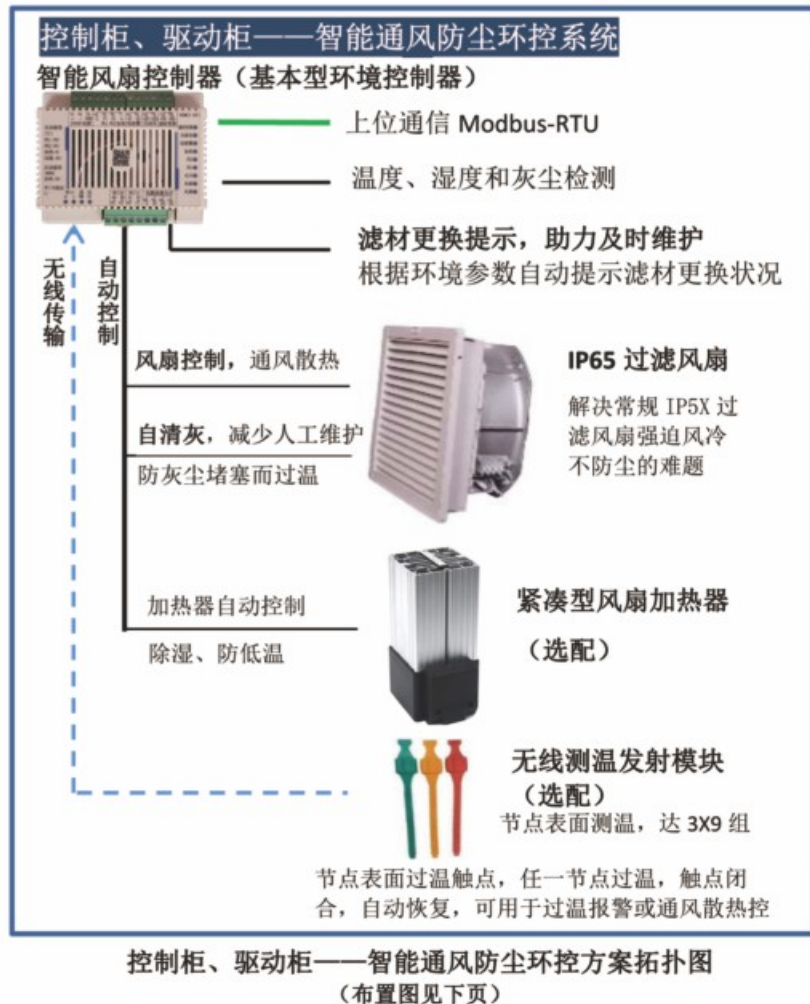 控制柜、驱动柜——智能通风防尘环控系统
智能风扇控制器（基本型环境控制器）
上位通信 Modbus-RTU
温度、湿度和灰尘检测
滤材更换提示，助力及时维护
根据环境参数自动提示滤材更换状况
无线传输
自动控制
风扇控制，通风散热
自清灰，减少人工维护
防灰尘堵塞而过温
IP65 过滤风扇
解决常规 IP5X 过
滤风扇强迫风冷
不防尘的难题
加热器自动控制
除湿、防低温
紧凑型风扇加热器
（选配）
无线测温发射模块
（选配）
节点表面测温，达 3X9 组
节点表面过温触点，任一节点过温，触点闭
合，自动恢复，可用于过温报警或通风散热控
控制柜、驱动柜——智能通风防尘环控方案拓扑图
（布置图见下页）